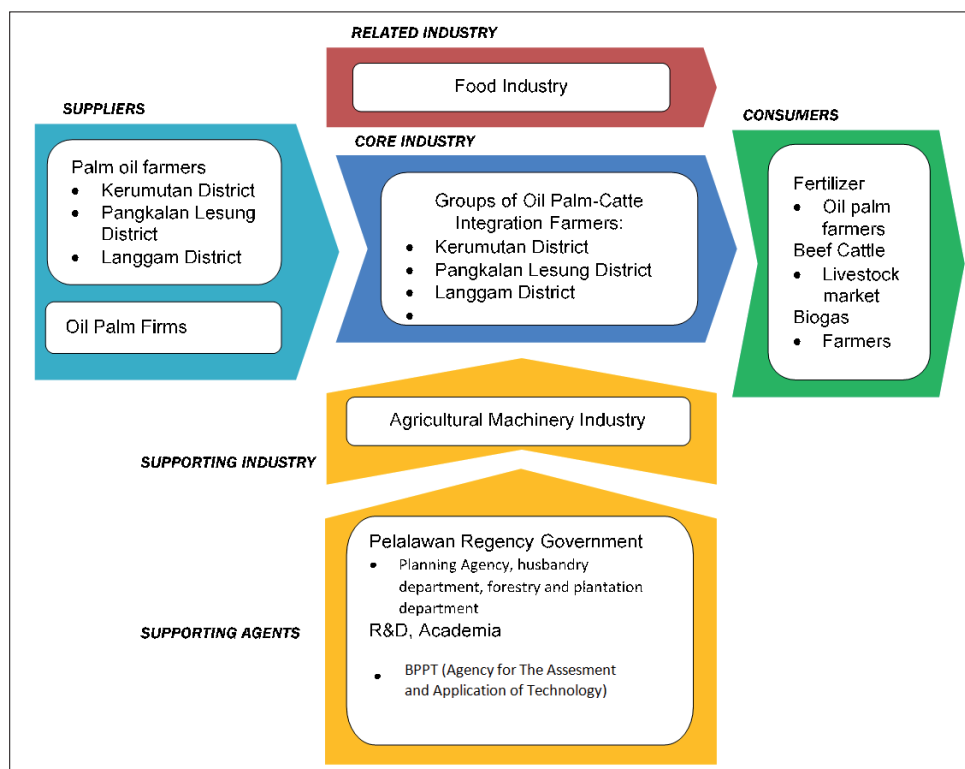 RELATED INDUSTRY
Food Industry
SUPPLIERS
Palm oil farmers
• Kerumutan District
• Pangkalan Lesung
District
• Langgam District
Oil Palm Firms
CORE INDUSTRY
Groups of Oil Palm-Catte
Integration Farmers:
• Kerumutan District
• Pangkalan Lesung District
• Langgam District
•
CONSUMERS
Fertilizer
• Oil palm
farmers
Beef Cattle
• Livestock
market
Biogas
• Farmers
Agricultural Machinery Industry
SUPPORTING INDUSTRY
Pelalawan Regency Government
• Planning Agency, husbandry
department, forestry and plantation
department
R&D, Academia
• BPPT (Agency for The Assesment
and Application of Technology)
SUPPORTING AGENTS